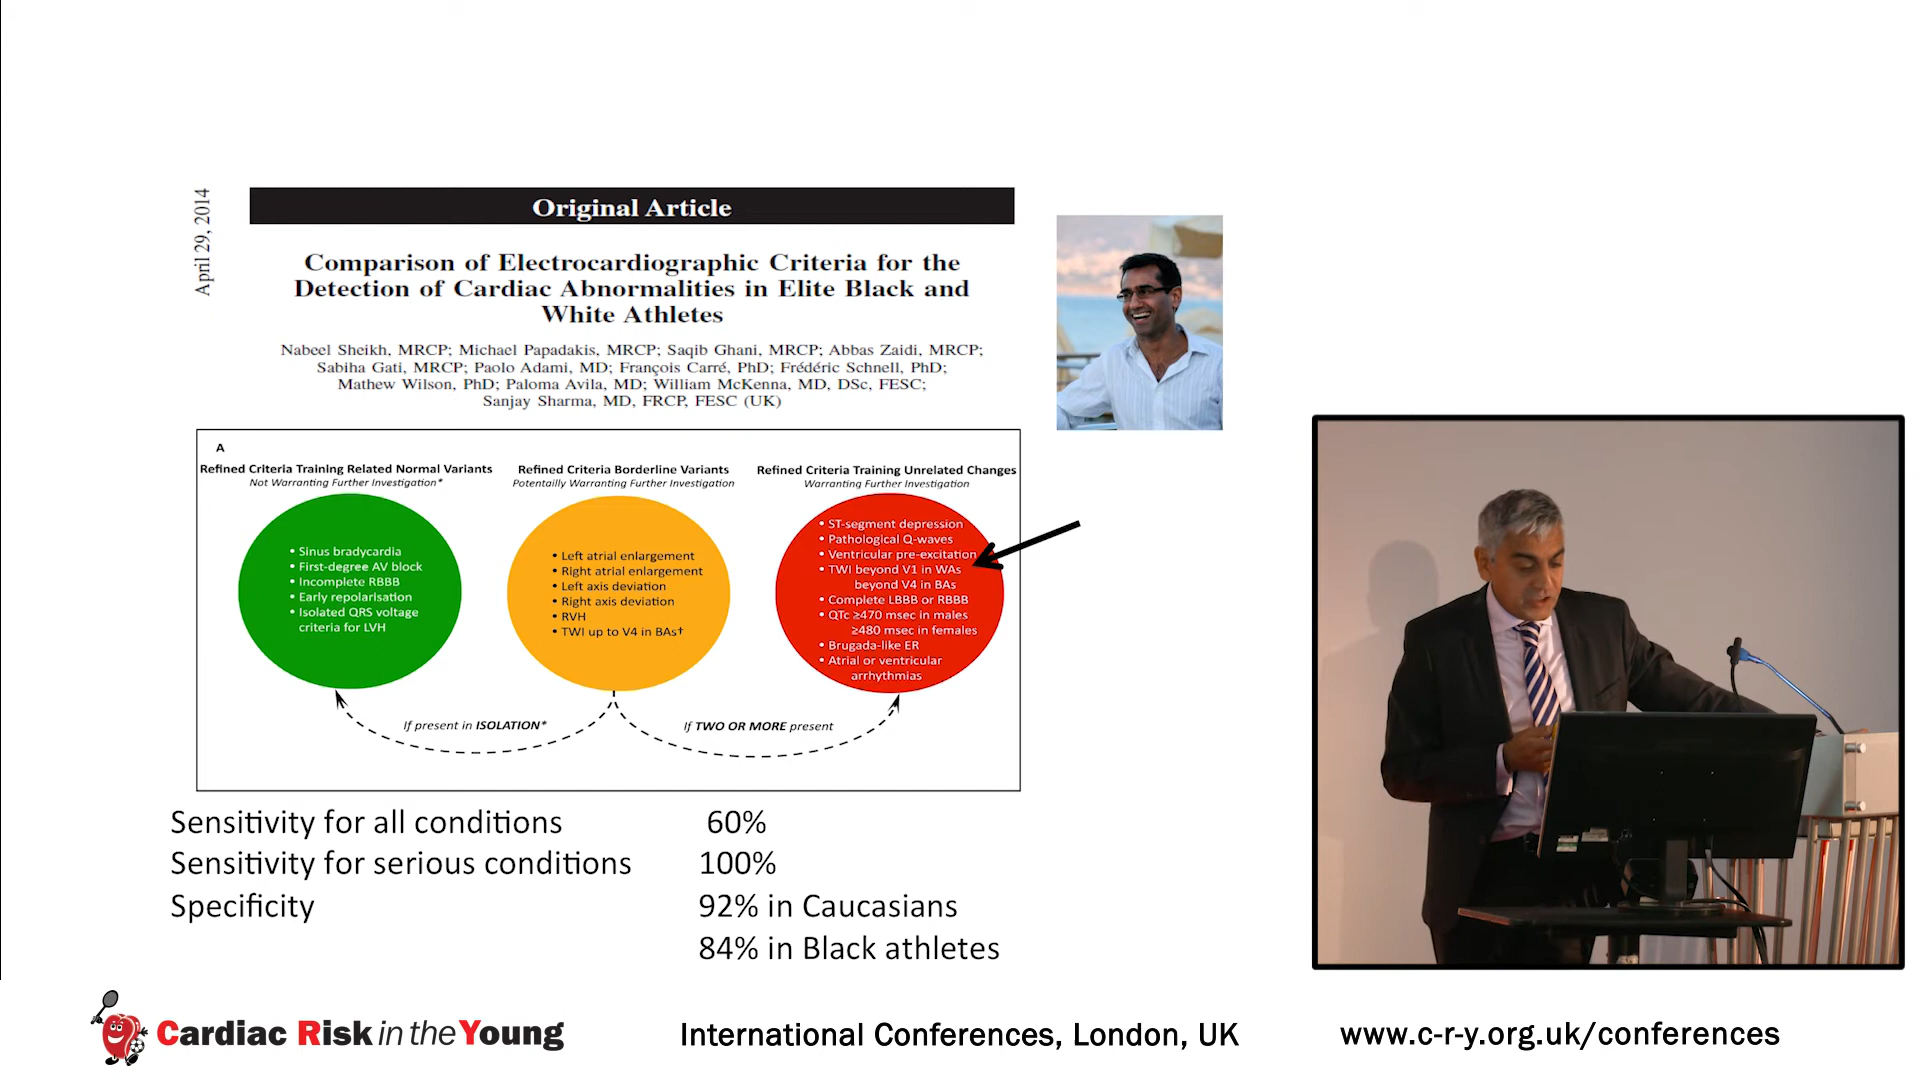 April 29, 2014
Original Article
Comparison of Electrocardiographic Criteria for the
Detection of Cardiac Abnormalities in Elite Black and
White Athletes
Nabeel Sheikh, MRCP; Michael Papadakis, MRCP; Saqib Ghani, MRCP; Abbas Zaidi, MRCP;
Sabiha Gati, MRCP; Paolo Adami, MD; François Carré, PhD; Frédéric Schnell, PhD;
Mathew Wilson, PhD; Paloma Avila, MD; William McKenna, MD, DSc, FESC;
Sanjay Sharma, MD, FRCP, FESC (UK)
A
Refined Criteria Training Related Normal Variants
Not Warranting Further Investigation*
• Sinus bradycardia
• First-degree AV block
• Incomplete RBBB
• Early repolarisation
• Isolated QRS voltage
criteria for LVH
Refined Criteria Borderline Variants
Potentailly Warranting Further Investigation
• Left atrial enlargement
• Right atrial enlargement
• Left axis deviation
• Right axis deviation
• RVH
• TWI up to V4 in BAs†
Refined Criteria Training Unrelated Changes
Warranting Further Investigation
• ST-segment depression
• Pathological Q-waves
• Ventricular pre-excitation
• TWI beyond V1 in WAs
beyond V4 in BAs
• Complete LBBB or RBBB
• QTc ≥470 msec in males
≥480 msec in females
• Brugada-like ER
• Atrial or ventricular
arrhythmias
If present in ISOLATION*
If TWO OR MORE present
Sensitivity for all conditions 60%
Sensitivity for serious conditions 100%
Specificity 92% in Caucasians
84% in Black athletes
Cardiac Risk in the Young
International Conferences, London, UK
www.c-r-y.org.uk/conferences